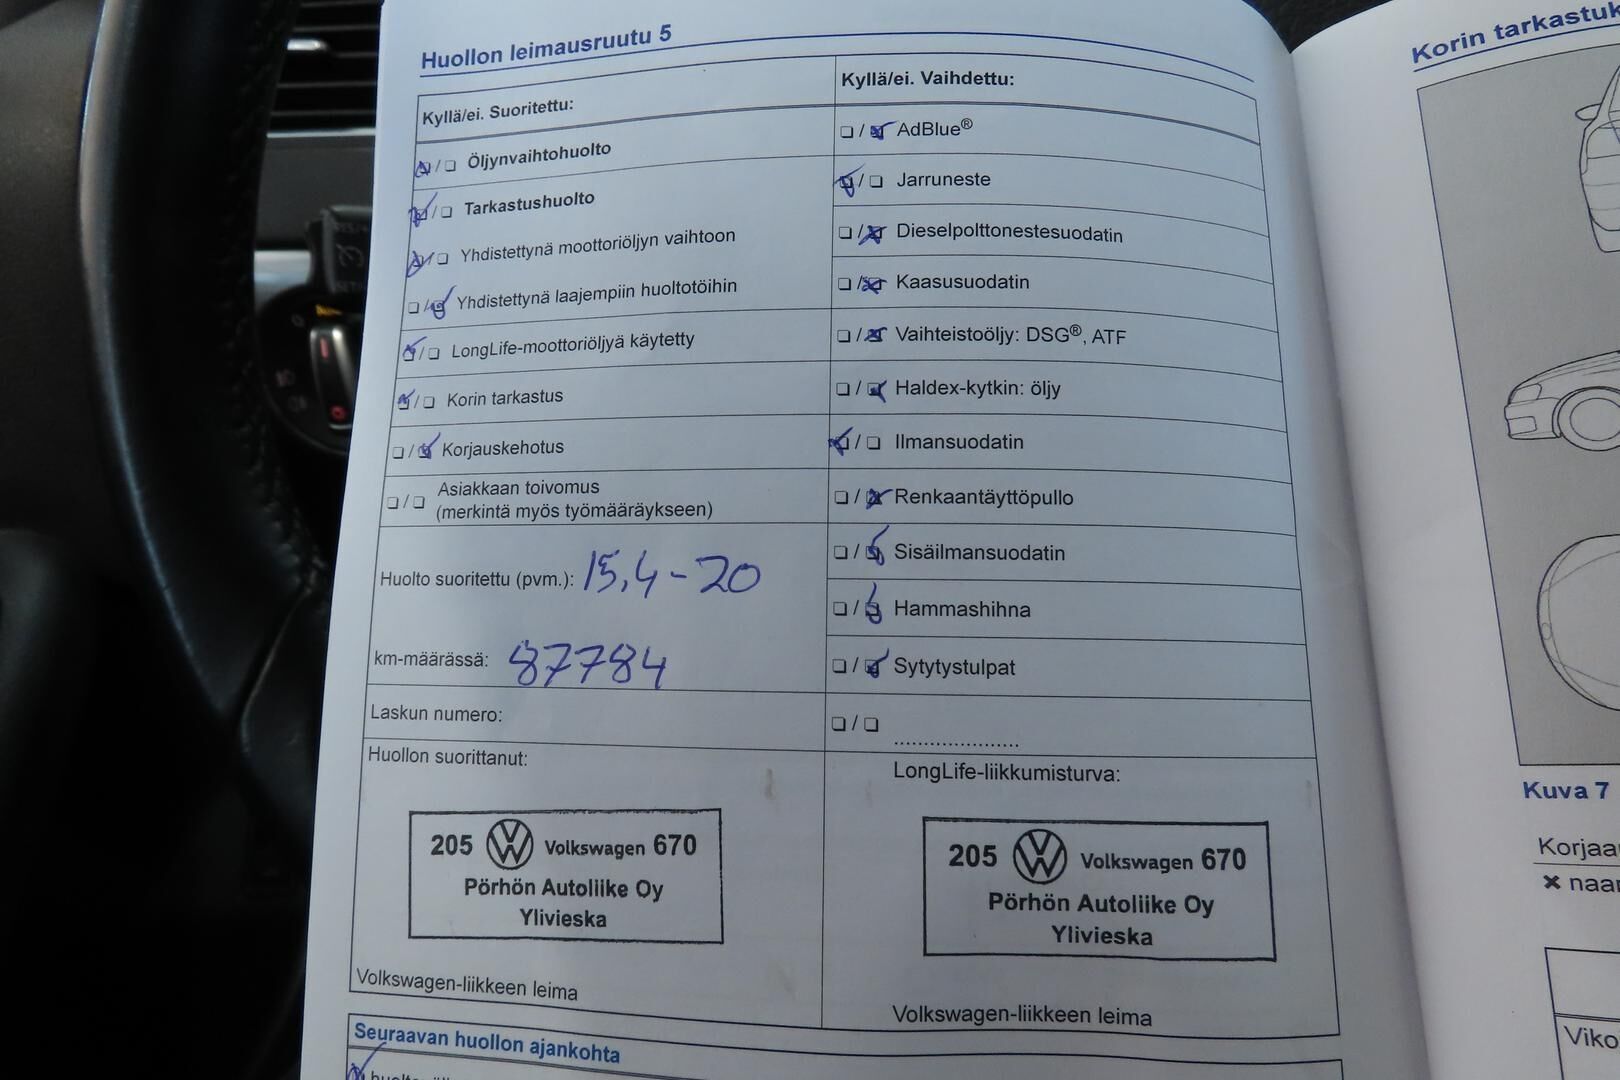 Huollon leimausruutu 5
Kyllä/ei. Suoritettu:
☑/☐ Öljynvaihtohuolto
☑/☐ Tarkastushuolto
☑/☐ Yhdistettynä moottoriöljyn vaihtoon
☐/☑ Yhdistettynä laajempiin huoltotöihin
☑/☐ LongLife-moottoriöljyä käytetty
☑/☐ Korin tarkastus
☐/☑ Korjauskehotus
☐/☐ Asiakkaan toivomus
(merkintä myös työmääräykseen)
Huolto suoritettu (pvm.): 15.4-20
km-määrässä: 87784
Laskun numero:
Huollon suorittanut:
205 Volkswagen 670
Pörhön Autoliike Oy
Ylivieska
Volkswagen-liikkeen leima
Kyllä/ei. Vaihdettu:
☐/☑ AdBlue®
☑/☐ Jarruneste
☐/☑ Dieselpolttonestesuodatin
☐/☑ Kaasusuodatin
☐/☑ Vaihteistoöljy: DSG®, ATF
☐/☑ Haldex-kytkin: öljy
☑/☐ Ilmansuodatin
☐/☑ Renkaantäyttöpullo
☐/☑ Sisäilmansuodatin
☐/☑ Hammashihna
☐/☑ Sytytystulpat
☐/☐ .....................
LongLife-liikkumisturva:
205 Volkswagen 670
Pörhön Autoliike Oy
Ylivieska
Volkswagen-liikkeen leima
Seuraavan huollon ajankohta
Korin tarkastuk
Kuva 7
Korjaa
✖ naar
Viko